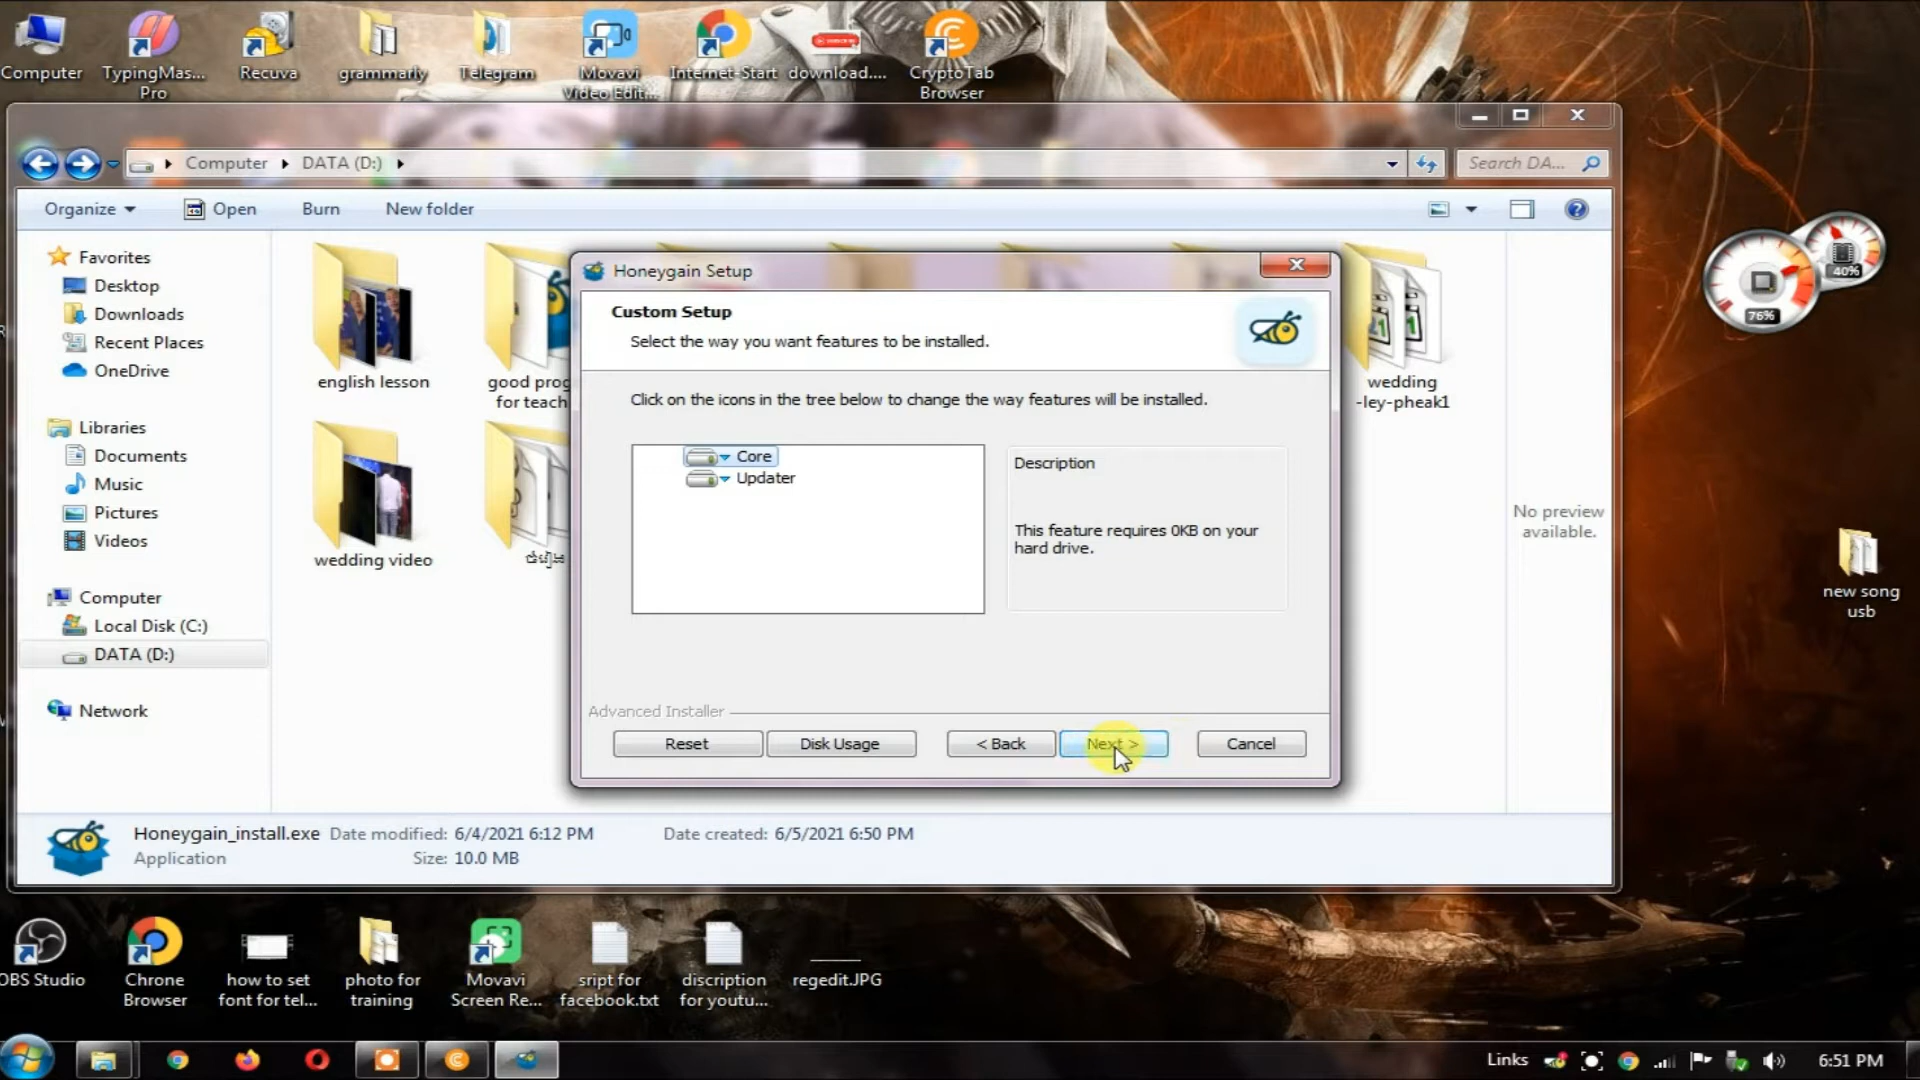 Computer
TypingMas...
Pro
Recuva
grammarly
Telegram
Movavi
Video Edit...
Internet-Start
download....
CryptoTab
Browser
Computer
DATA (D:)
Search DA...
Organize
Open
Burn
New folder
Favorites
Desktop
Downloads
Recent Places
OneDrive
Libraries
Documents
Music
Pictures
Videos
Computer
Local Disk (C:)
DATA (D:)
Network
english lesson
good prog
for teach
wedding
-ley-pheak1
wedding video
No preview
available.
Honeygain Setup
Custom Setup
Select the way you want features to be installed.
Click on the icons in the tree below to change the way features will be installed.
Core
Updater
Description
This feature requires 0KB on your
hard drive.
Advanced Installer
Reset
Disk Usage
< Back
Next >
Cancel
Honeygain_install.exe Date modified: 6/4/2021 6:12 PM Date created: 6/5/2021 6:50 PM
Application Size: 10.0 MB
40%
76%
new song
usb
OBS Studio
Chrone
Browser
how to set
font for tel...
photo for
training
Movavi
Screen Re...
sript for
facebook.txt
discription
for youtu...
regedit.JPG
Links
6:51 PM